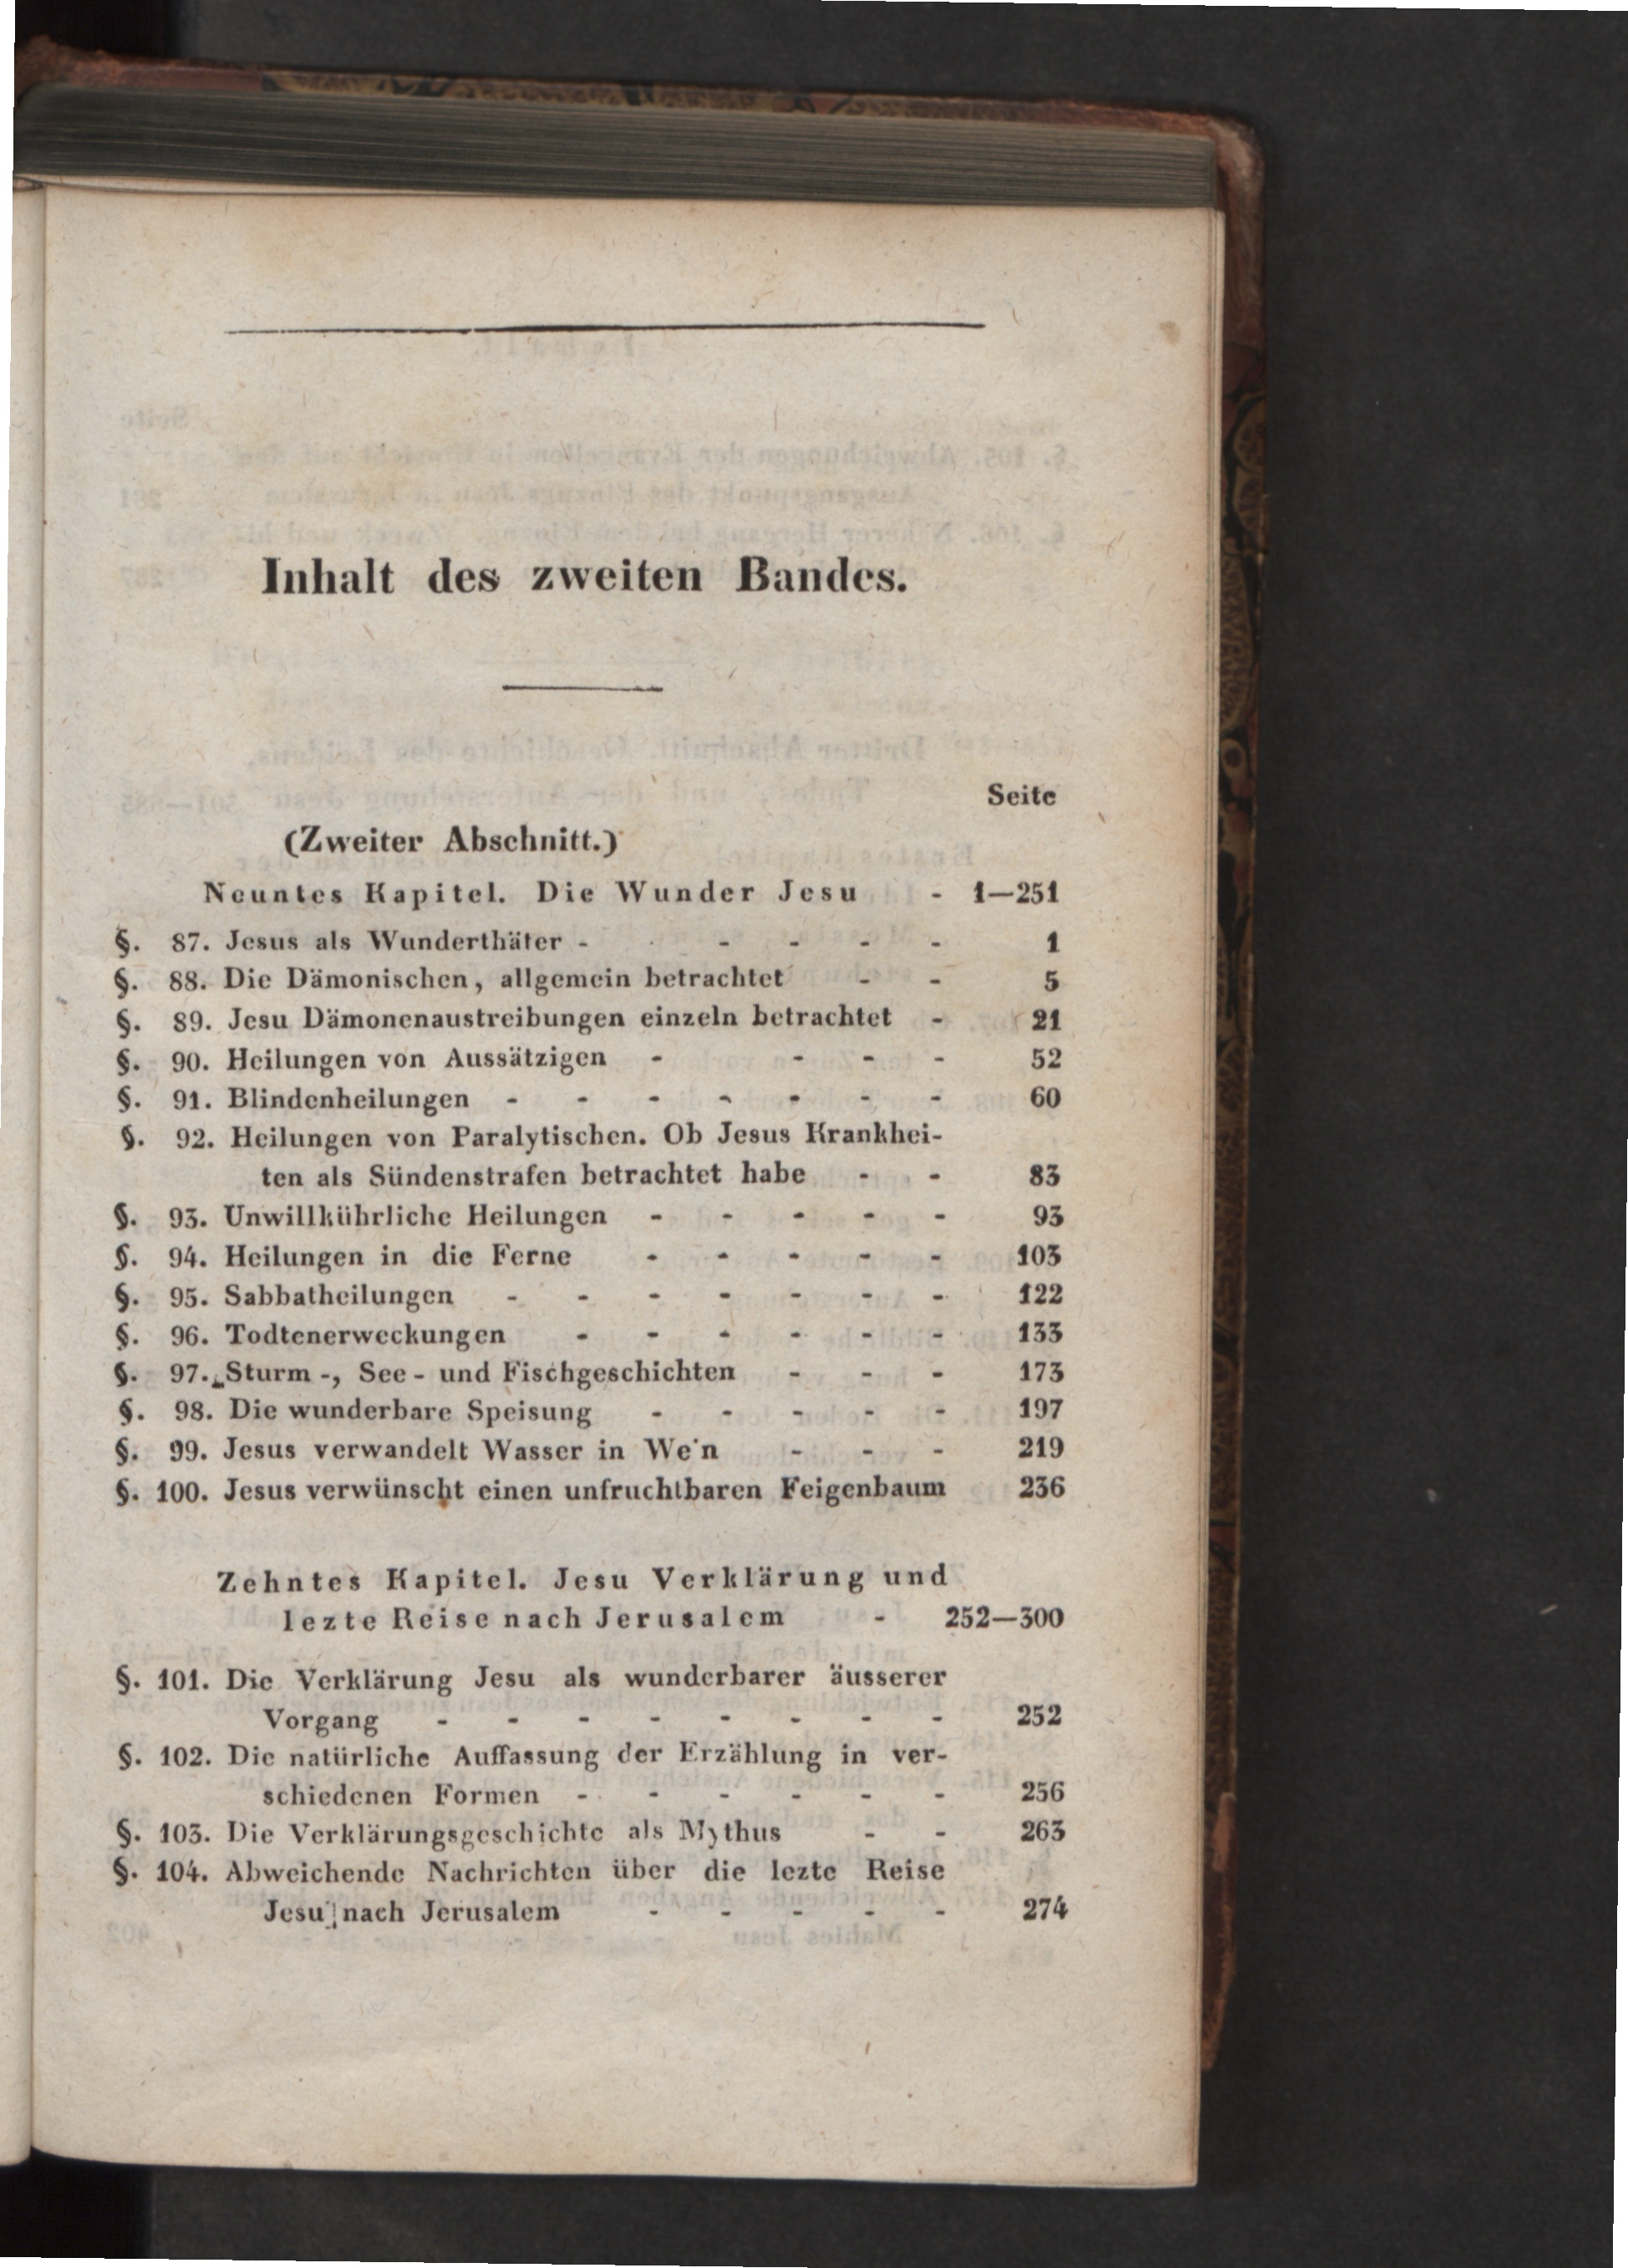 Inhalt des zweiten Bandes.
Seite
(Zweiter Abschnitt.)
Neuntes Kapitel. Die Wunder Jesu - 1—251
§. 87. Jesus als Wunderthäter - - - - - 1
§. 88. Die Dämonischen, allgemein betrachtet - - 5
§. 89. Jesu Dämonenaustreibungen einzeln betrachtet - 21
§. 90. Heilungen von Aussätzigen - - - - 52
§. 91. Blindenheilungen - - - - - - - 60
§. 92. Heilungen von Paralytischen. Ob Jesus Krankhei-
ten als Sündenstrafen betrachtet habe - - 83
§. 93. Unwillkührliche Heilungen - - - - - 93
§. 94. Heilungen in die Ferne - - - - - 103
§. 95. Sabbatheilungen - - - - - - - 122
§. 96. Todtenerweckungen - - - - - - 133
§. 97. Sturm-, See- und Fischgeschichten - - - 173
§. 98. Die wunderbare Speisung - - - - - 197
§. 99. Jesus verwandelt Wasser in We'n - - - 219
§. 100. Jesus verwünscht einen unfruchtbaren Feigenbaum 236
Zehntes Kapitel. Jesu Verklärung und
lezte Reise nach Jerusalem - 252—300
§. 101. Die Verklärung Jesu als wunderbarer äusserer
Vorgang - - - - - - - - 252
§. 102. Die natürliche Auffassung der Erzählung in ver-
schiedenen Formen - - - - - - 256
§. 103. Die Verklärungsgeschichte als Mythus - - 263
§. 104. Abweichende Nachrichten über die lezte Reise
Jesu nach Jerusalem - - - - - 274